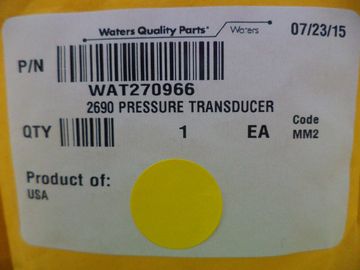 Waters Quality Parts Waters 07/23/15
P/N
WAT270966
2690 PRESSURE TRANSDUCER
QTY 1 EA Code
MM2
Product of:
USA